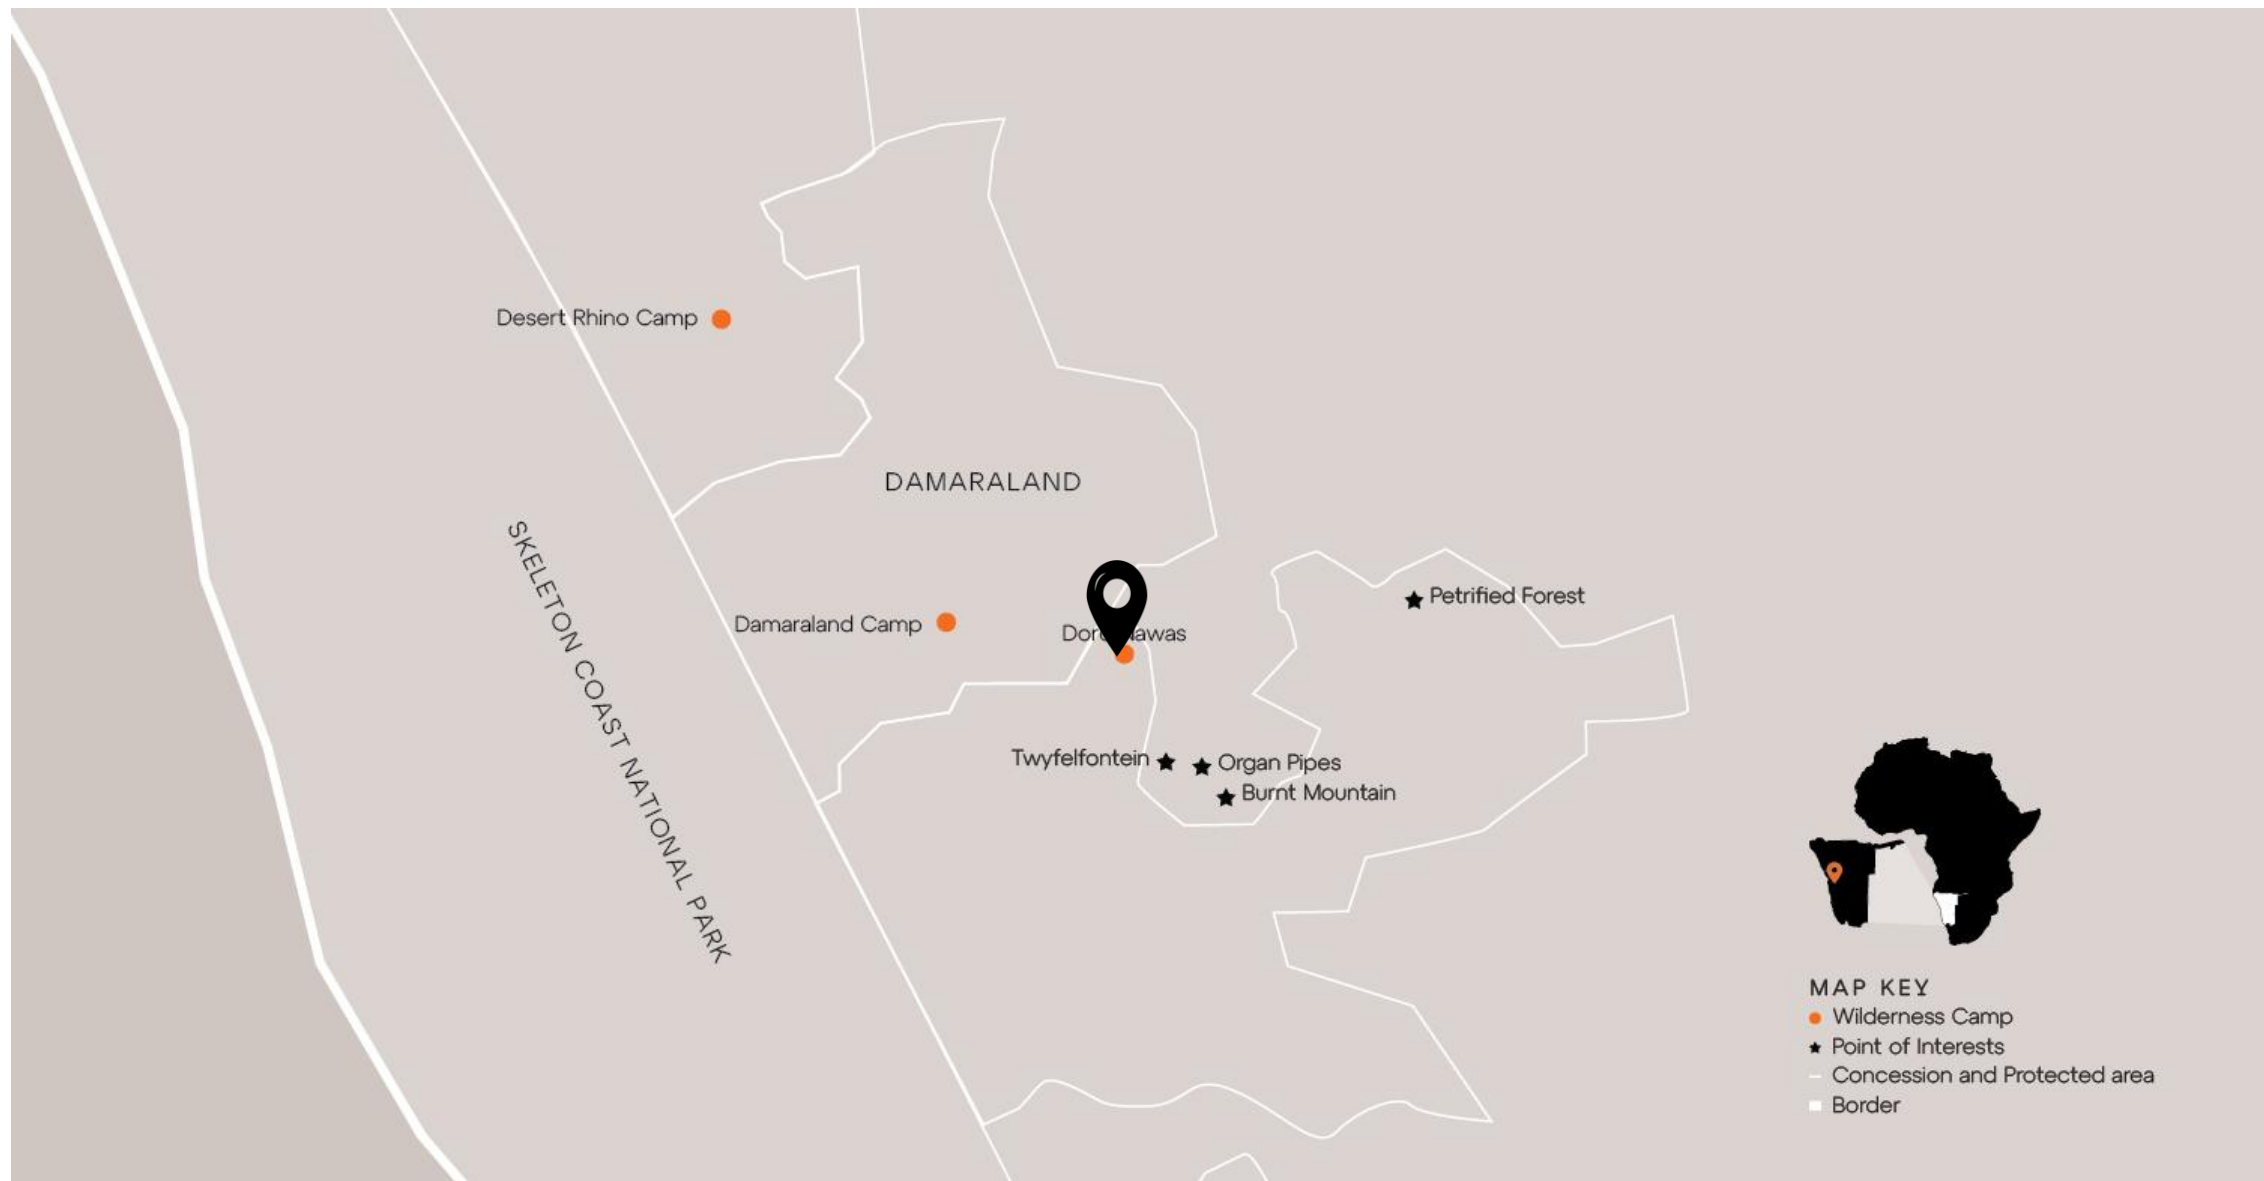 Desert Rhino Camp
DAMARALAND
SKELETON COAST NATIONAL PARK
Petrified Forest
Damaraland Camp
Twyfelfontein
Organ Pipes
Burnt Mountain
MAP KEY
Wilderness Camp
Point of Interests
Concession and Protected area
Border